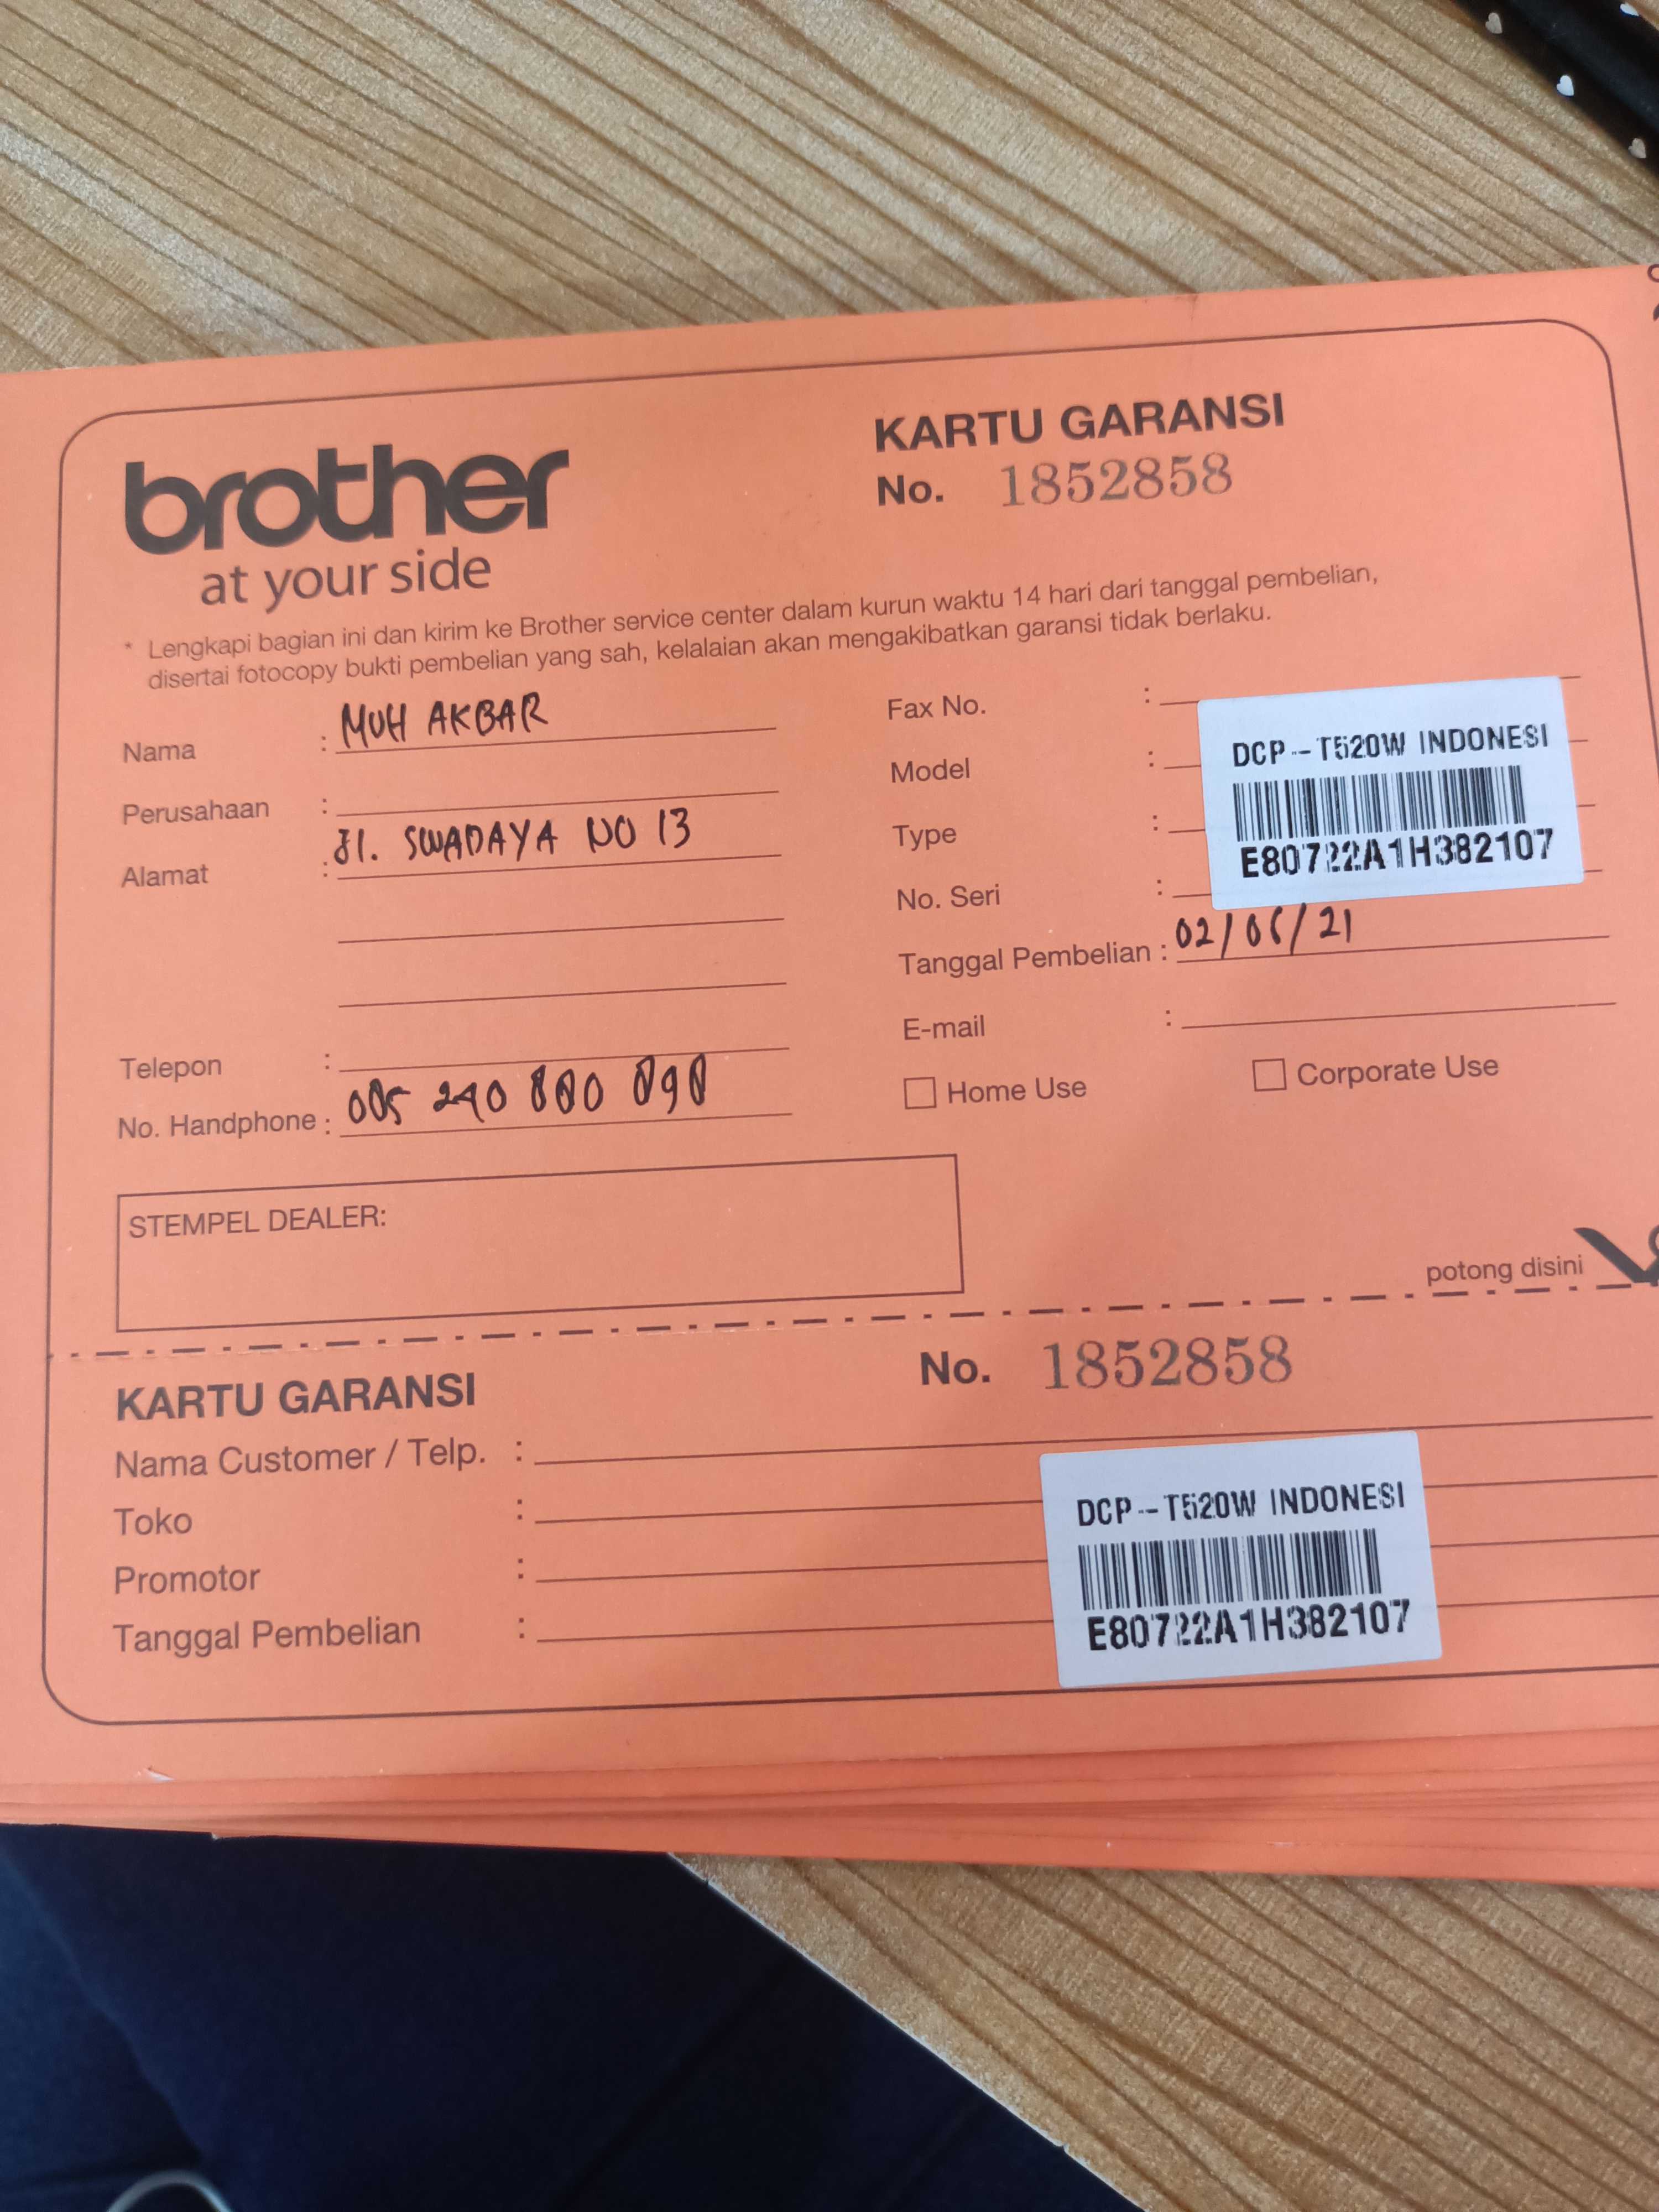 brother
at your side
KARTU GARANSI
No. 1852858
* Lengkapi bagian ini dan kirim ke Brother service center dalam kurun waktu 14 hari dari tanggal pembelian,
disertai fotocopy bukti pembelian yang sah, kelalaian akan mengakibatkan garansi tidak berlaku.
Nama : MUH AKBAR
Perusahaan :
Alamat : Jl. SWADAYA NO 13
Telepon :
No. Handphone :
Fax No. :
Model :
Type :
No. Seri :
DCP--T520W INDONESI
E80722A1H382107
Tanggal Pembelian : 02/06/21
E-mail :
Home Use
Corporate Use
STEMPEL DEALER:
potong disini
KARTU GARANSI
No. 1852858
Nama Customer / Telp. :
Toko :
Promotor :
Tanggal Pembelian :
DCP--T520W INDONESI
E80722A1H382107